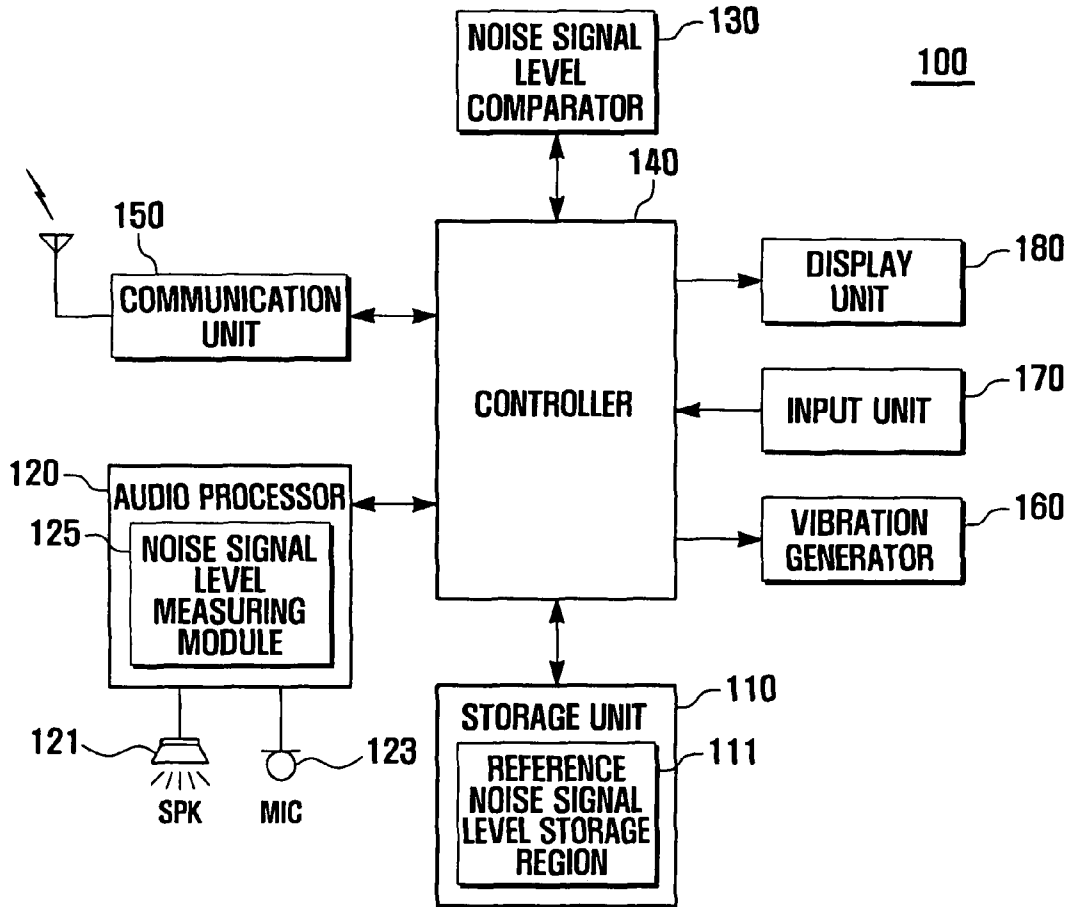 130
NOISE SIGNAL
LEVEL
COMPARATOR
100
140
150
COMMUNICATION
UNIT
180
DISPLAY
UNIT
CONTROLLER
170
INPUT UNIT
120
AUDIO PROCESSOR
125
NOISE SIGNAL
LEVEL
MEASURING
MODULE
160
VIBRATION
GENERATOR
121
SPK
123
MIC
110
STORAGE UNIT
111
REFERENCE
NOISE SIGNAL
LEVEL STORAGE
REGION